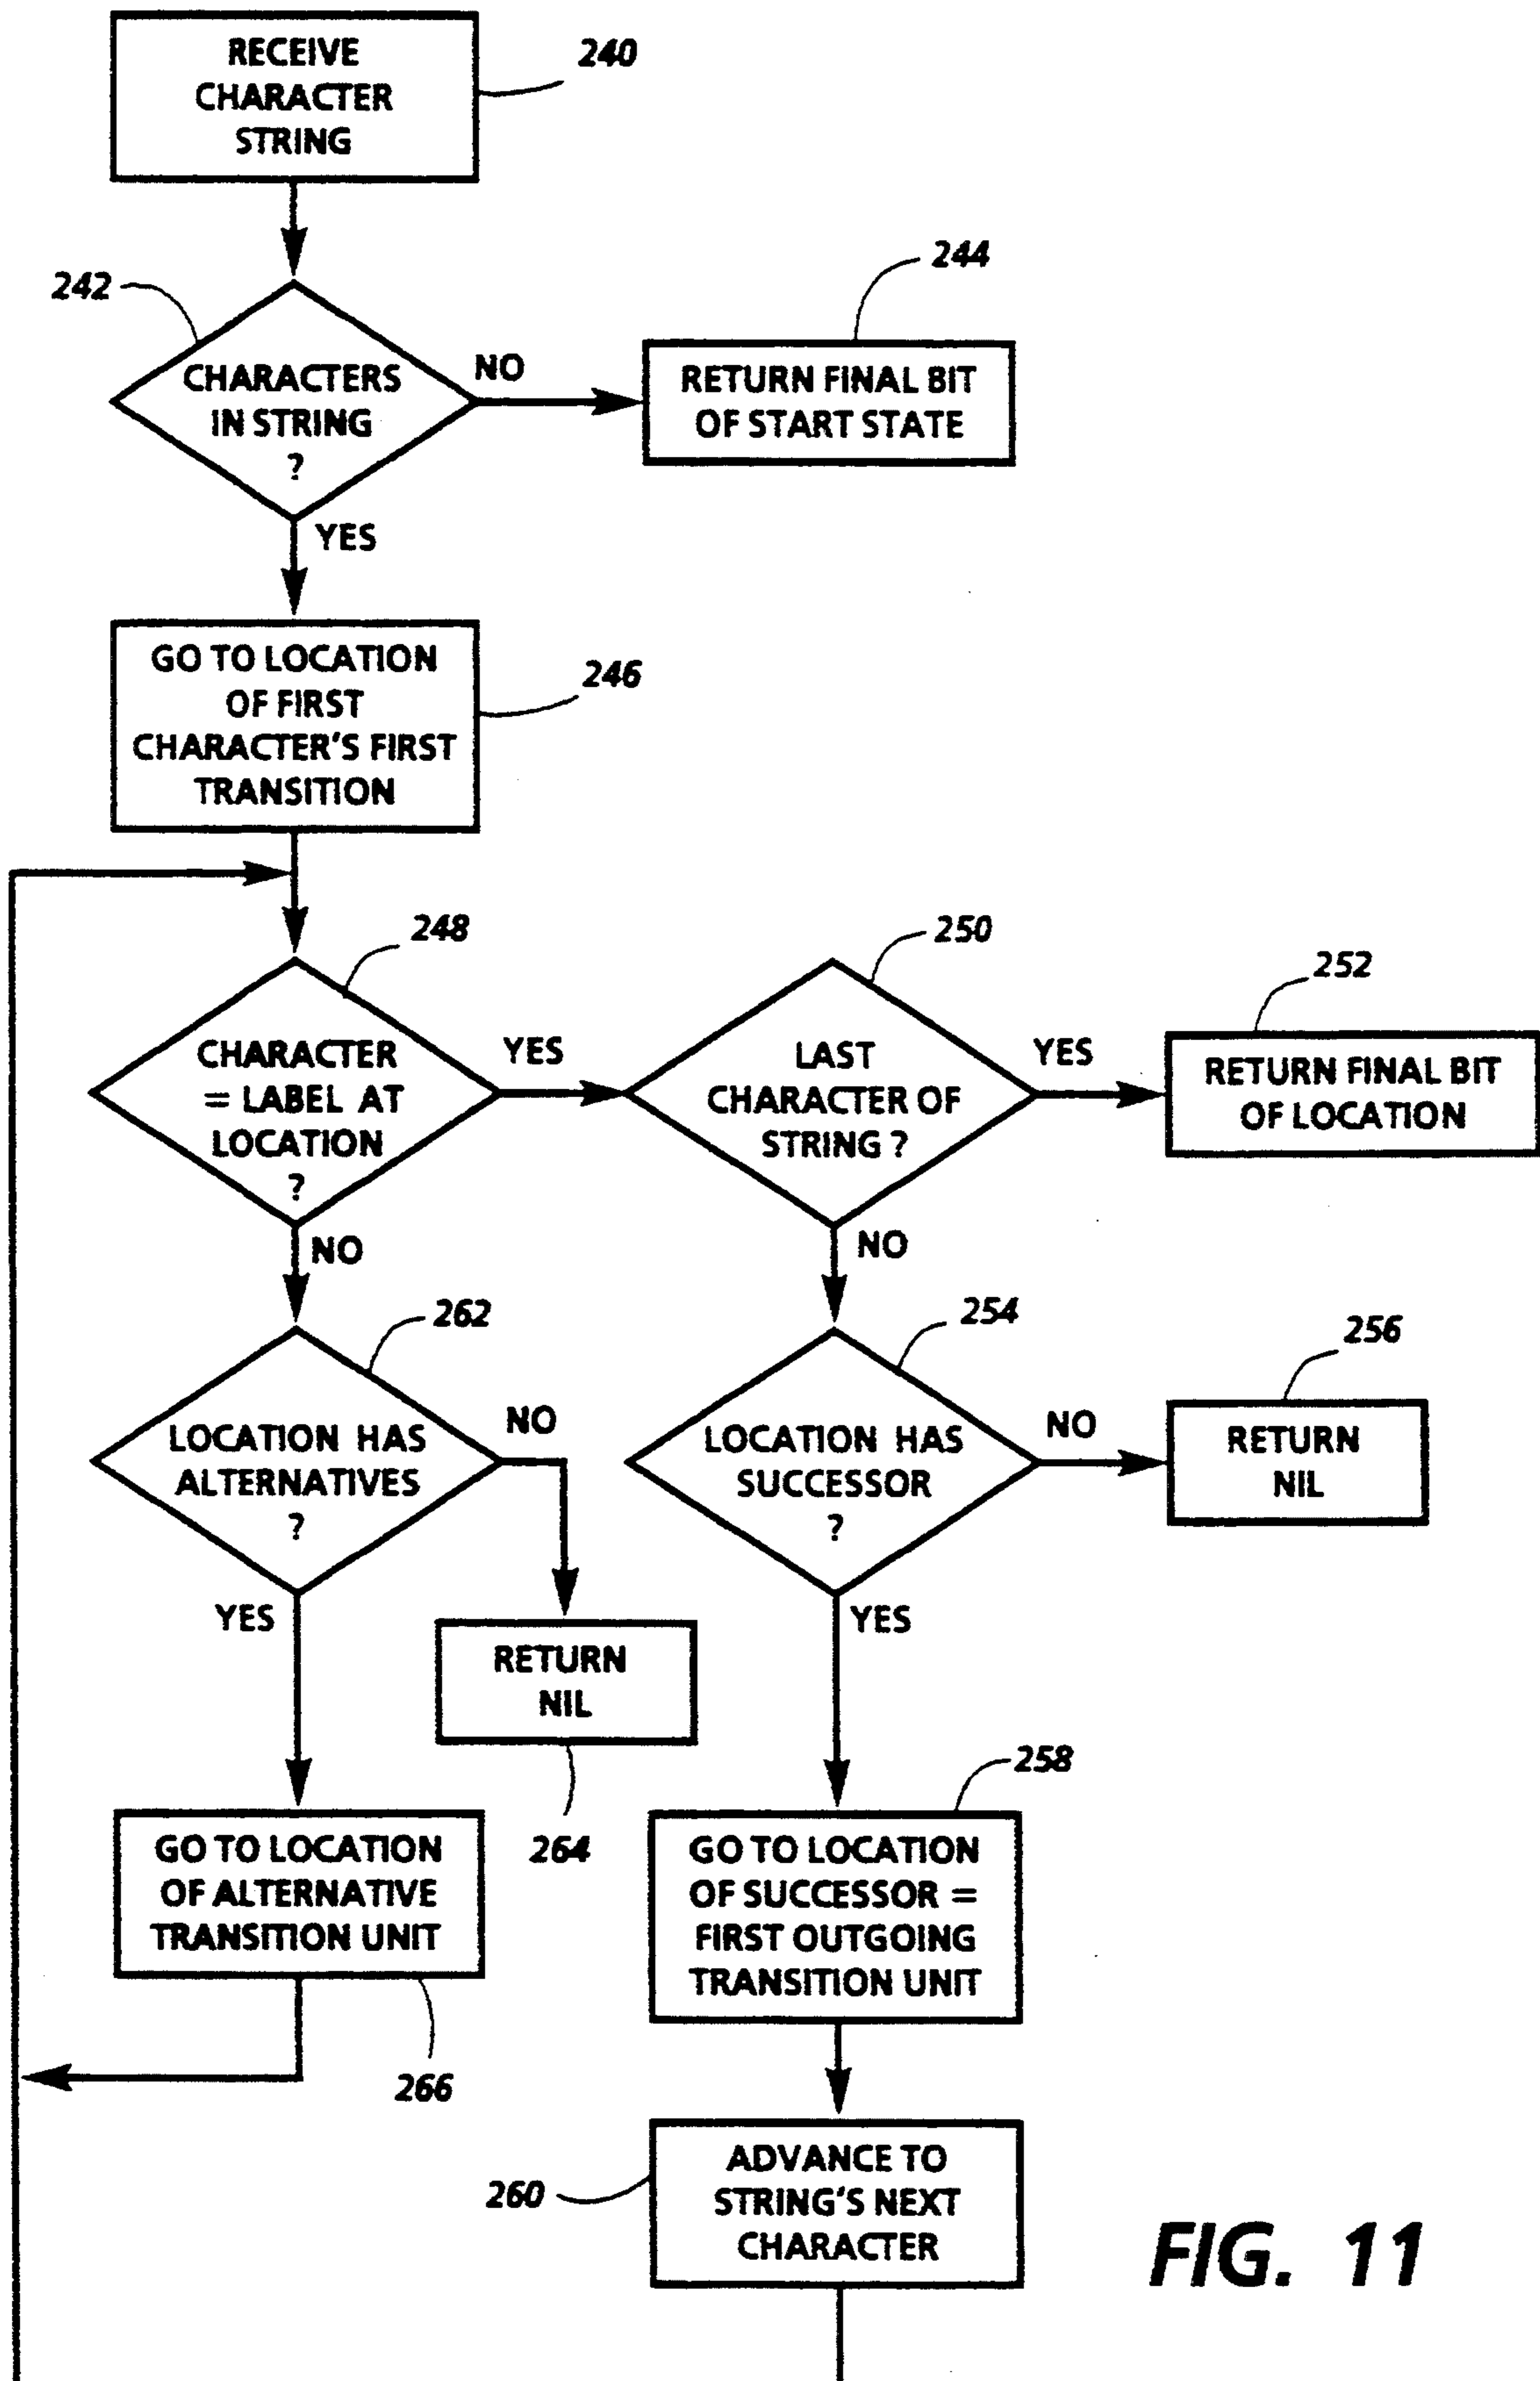 RECEIVE
CHARACTER
STRING
240
242
CHARACTERS
IN STRING
?
NO
244
RETURN FINAL BIT
OF START STATE
YES
GO TO LOCATION
OF FIRST
CHARACTER'S FIRST
TRANSITION
246
248
CHARACTER
= LABEL AT
LOCATION
?
YES
250
LAST
CHARACTER OF
STRING ?
YES
252
RETURN FINAL BIT
OF LOCATION
NO
NO
262
LOCATION HAS
ALTERNATIVES
?
NO
254
LOCATION HAS
SUCCESSOR
?
NO
256
RETURN
NIL
YES
RETURN
NIL
264
YES
258
GO TO LOCATION
OF ALTERNATIVE
TRANSITION UNIT
266
GO TO LOCATION
OF SUCCESSOR =
FIRST OUTGOING
TRANSITION UNIT
260
ADVANCE TO
STRING'S NEXT
CHARACTER
FIG. 11